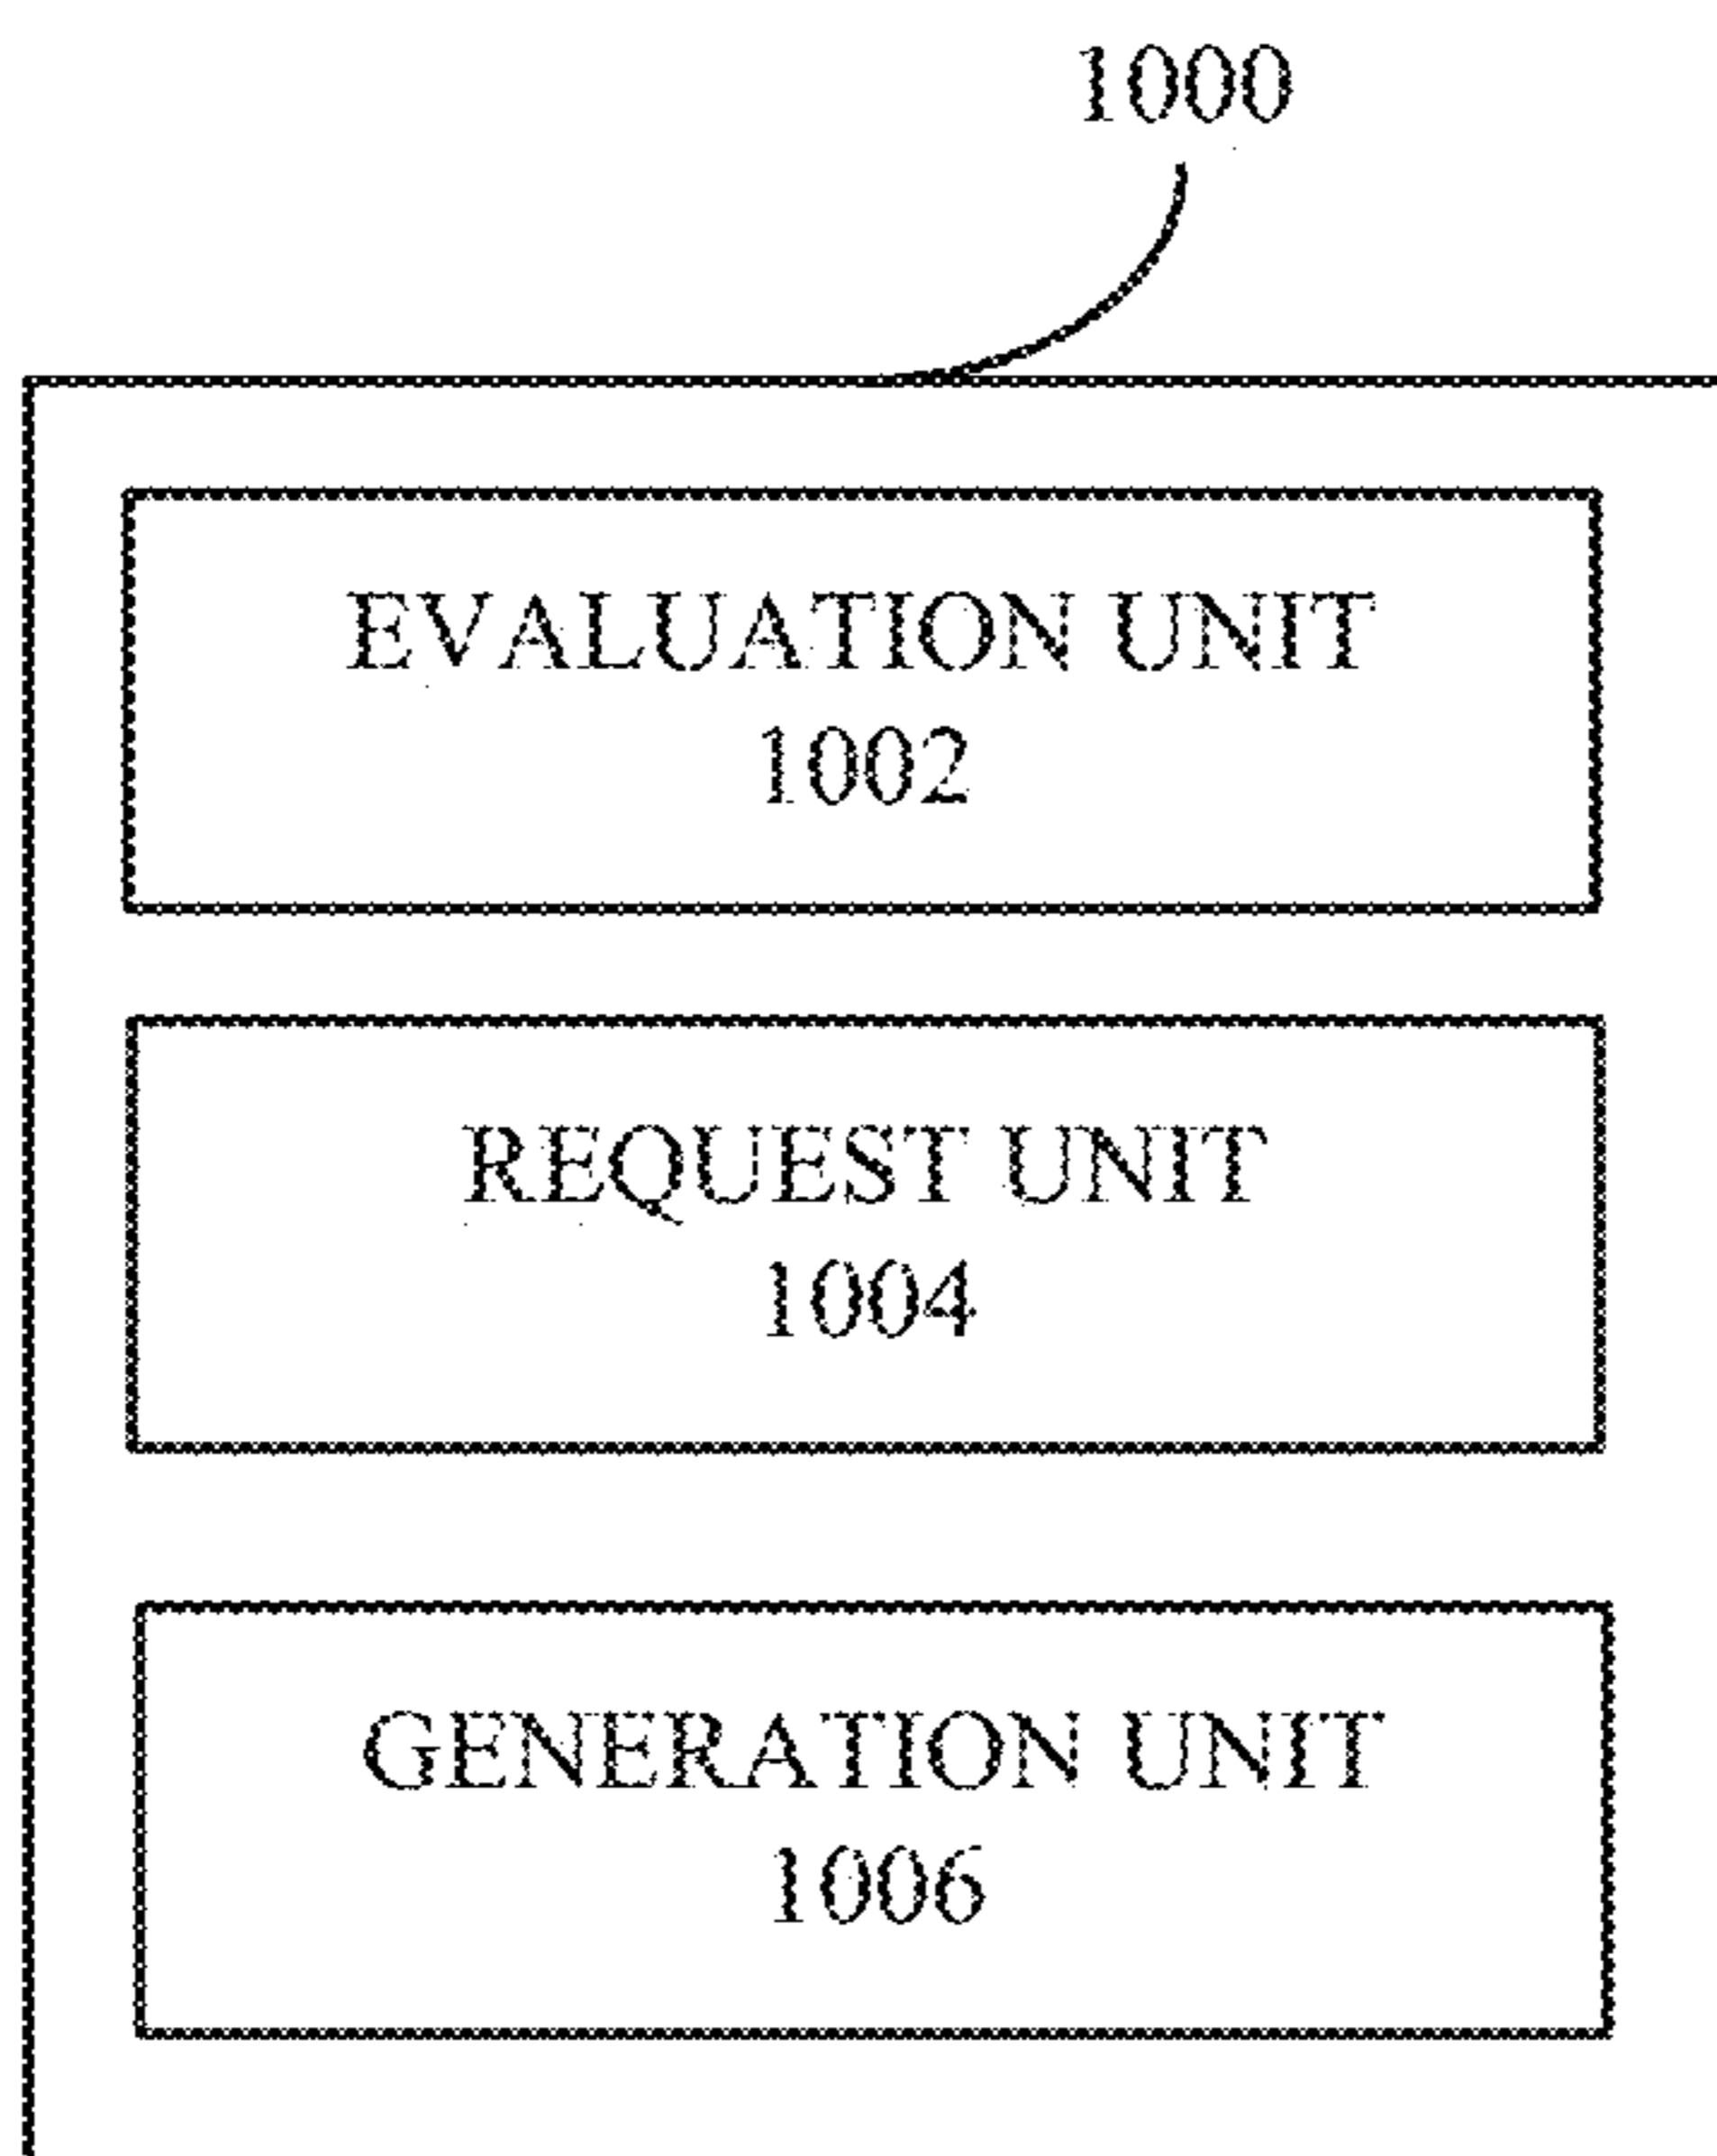 1000
EVALUATION UNIT
1002
REQUEST UNIT
1004
GENERATION UNIT
1006